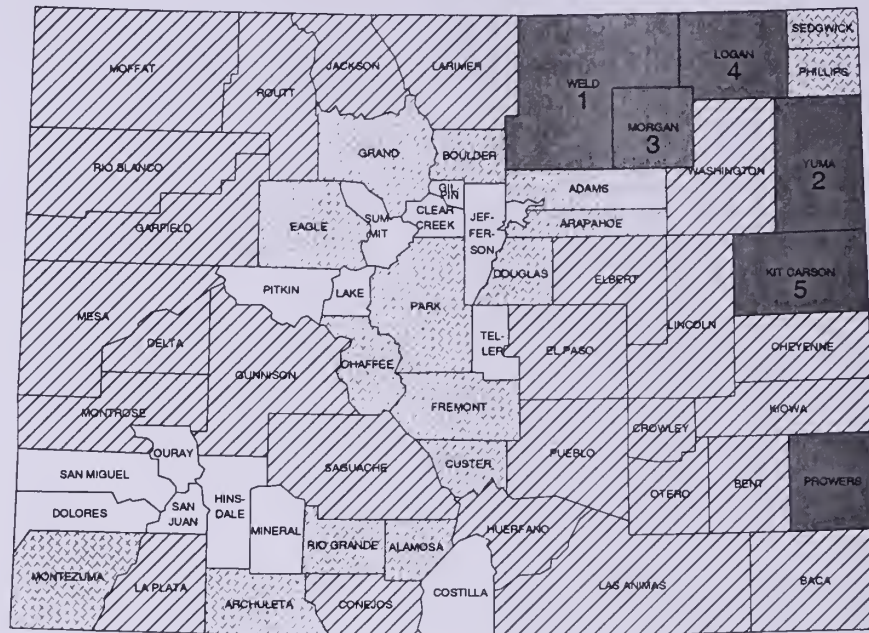 SEDGWICK
LOGAN
4
MOFFAT
JACKSON
LARIMER
WELD
1
PHILLIPS
ROUTT
MORGAN
3
GRAND
BOULDER
WASHINGTON
YUMA
2
RIO BLANCO
GIL-
PIN
ADAMS
EAGLE
SUM-
MIT
CLEAR
CREEK
JEF-
FER-
SON
ARAPAHOE
GARFIELD
DOUGLAS
ELBERT
KIT CARSON
5
PITKIN
LAKE
PARK
MESA
LINCOLN
DELTA
TEL-
LER
EL PASO
CHEYENNE
GUNNISON
CHAFFEE
FREMONT
MONTROSE
KIOWA
CROWLEY
OURAY
PUEBLO
SAGUACHE
CUSTER
SAN MIGUEL
OTERO
BENT
PROWERS
HINS-
DALE
DOLORES
SAN
JUAN
MINERAL
HUERFANO
RIO GRANDE
ALAMOSA
MONTEZUMA
LA PLATA
COSTILLA
LAS ANIMAS
BACA
ARCHULETA
CONEJOS